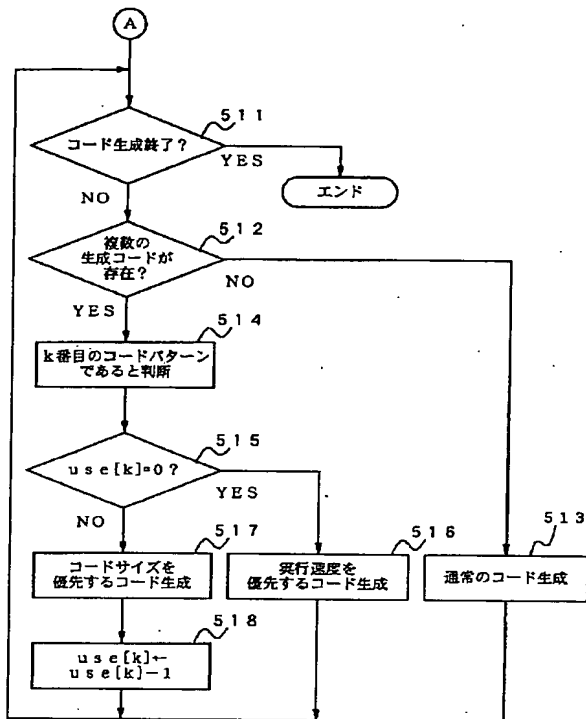 A
511
コード生成終了?
YES
エンド
NO
512
複数の
生成コードが
存在?
NO
YES
514
k番目のコードパターン
であると判断
515
use[k]=0?
YES
NO
517
516
513
コードサイズを
優先するコード生成
実行速度を
優先するコード生成
通常のコード生成
518
use[k]←
use[k]-1